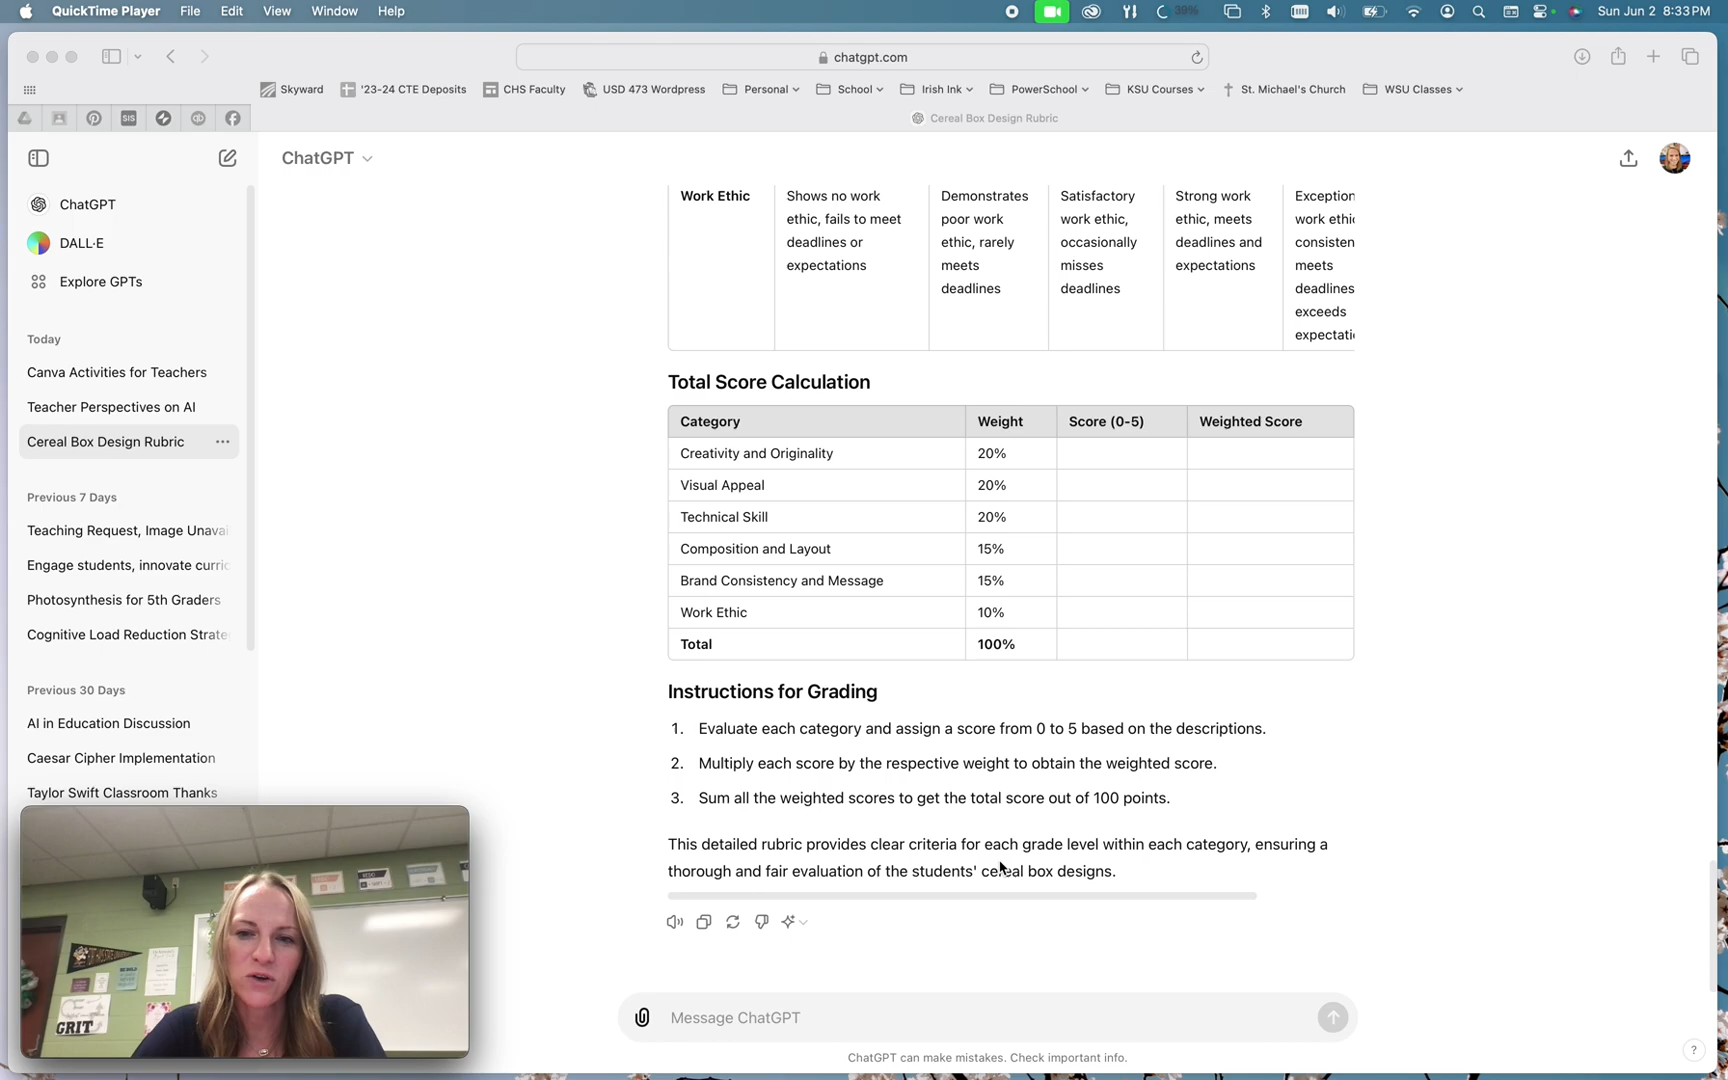 QuickTime Player File Edit View Window Help 39% Sun Jun 2 8:33 PM
chatgpt.com
Skyward '23-24 CTE Deposits CHS Faculty USD 473 Wordpress Personal School Irish Ink PowerSchool KSU Courses St. Michael's Church WSU Classes
SIS qb Cereal Box Design Rubric
ChatGPT
ChatGPT
DALL·E
Explore GPTs
Today
Canva Activities for Teachers
Teacher Perspectives on AI
Cereal Box Design Rubric
Previous 7 Days
Teaching Request, Image Unavai
Engage students, innovate curric
Photosynthesis for 5th Graders
Cognitive Load Reduction Strate
Previous 30 Days
AI in Education Discussion
Caesar Cipher Implementation
Taylor Swift Classroom Thanks
Work Ethic Shows no work Demonstrates Satisfactory Strong work Exception
ethic, fails to meet poor work work ethic, ethic, meets work ethic
deadlines or ethic, rarely occasionally deadlines and consisten
expectations meets misses expectations meets
deadlines deadlines deadlines
exceeds
expectati
Total Score Calculation
Category Weight Score (0-5) Weighted Score
Creativity and Originality 20%
Visual Appeal 20%
Technical Skill 20%
Composition and Layout 15%
Brand Consistency and Message 15%
Work Ethic 10%
Total 100%
Instructions for Grading
1. Evaluate each category and assign a score from 0 to 5 based on the descriptions.
2. Multiply each score by the respective weight to obtain the weighted score.
3. Sum all the weighted scores to get the total score out of 100 points.
This detailed rubric provides clear criteria for each grade level within each category, ensuring a
thorough and fair evaluation of the students' cereal box designs.
Message ChatGPT
ChatGPT can make mistakes. Check important info.
?
GRIT